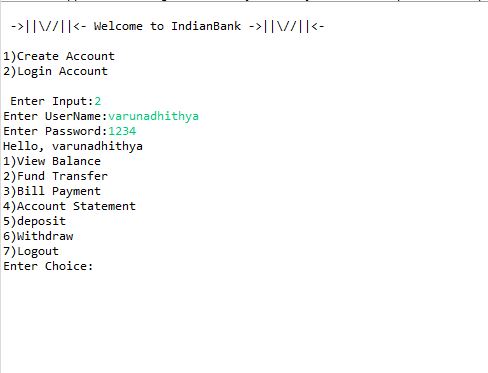 ->||\//||<- Welcome to IndianBank ->||\//||<-
1)Create Account
2)Login Account
Enter Input:2
Enter UserName:varunadhithya
Enter Password:1234
Hello, varunadhithya
1)View Balance
2)Fund Transfer
3)Bill Payment
4)Account Statement
5)deposit
6)Withdraw
7)Logout
Enter Choice: